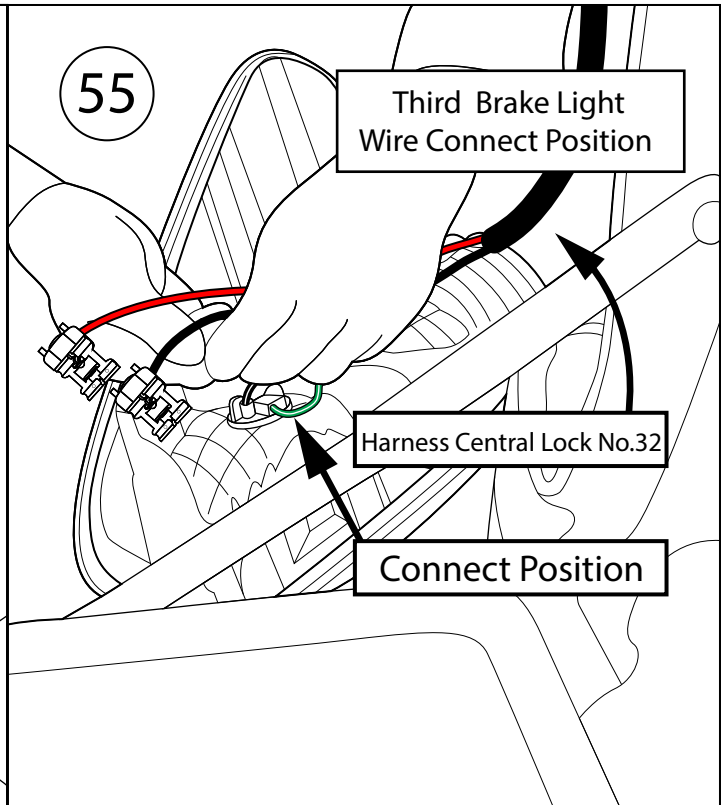 55
Third Brake Light
Wire Connect Position
Harness Central Lock No.32
Connect Position